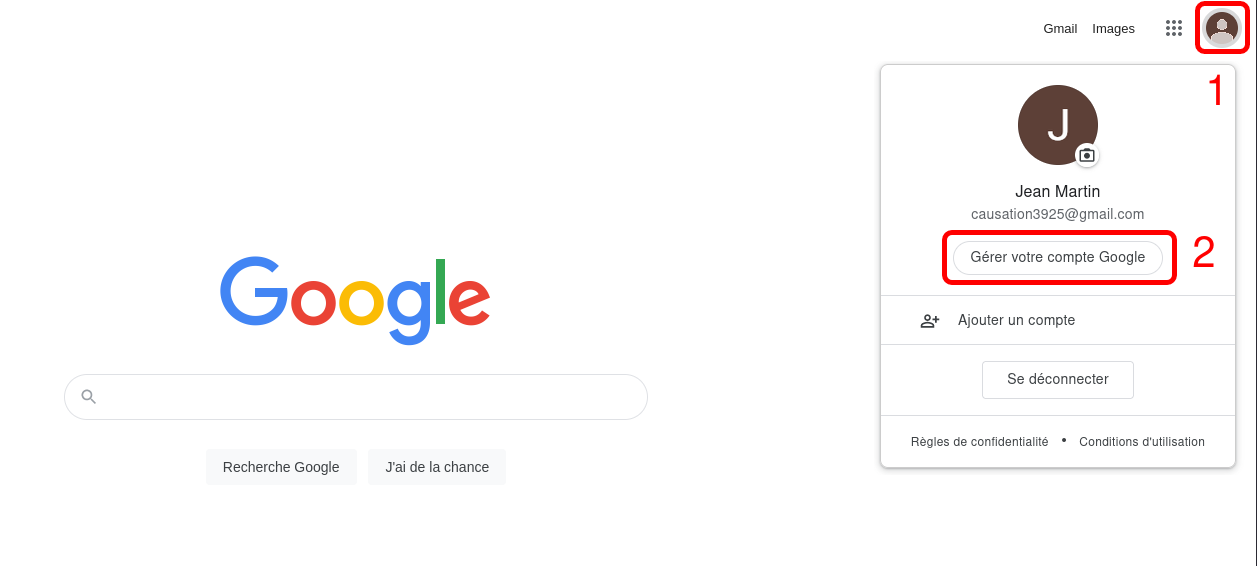 Gmail Images
1
J
Jean Martin
causation3925@gmail.com
Gérer votre compte Google
2
Ajouter un compte
Se déconnecter
Règles de confidentialité • Conditions d'utilisation
Google
Recherche Google J'ai de la chance